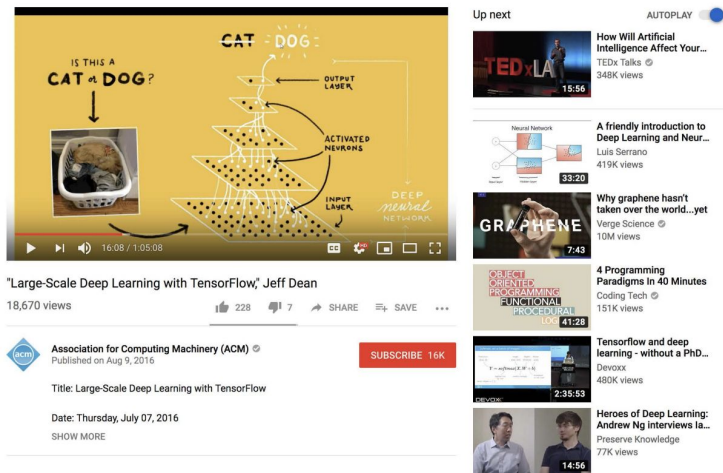 Up next
AUTOPLAY
IS THIS A
CAT or DOG?
CAT DOG
OUTPUT
LAYER
ACTIVATED
NEURONS
INPUT
LAYER
DEEP
neural
NETWORK
16:08 / 1:05:08
CC
HD
"Large-Scale Deep Learning with TensorFlow," Jeff Dean
18,670 views
228
7
SHARE
SAVE
acm
Association for Computing Machinery (ACM)
Published on Aug 9, 2016
SUBSCRIBE 16K
Title: Large-Scale Deep Learning with TensorFlow
Date: Thursday, July 07, 2016
SHOW MORE
TEDxLA
15:56
How Will Artificial
Intelligence Affect Your...
TEDx Talks
348K views
Neural Network
33:20
A friendly introduction to
Deep Learning and Neur...
Luis Serrano
419K views
GRAPHENE
7:43
Why graphene hasn't
taken over the world...yet
Verge Science
10M views
OBJECT
ORIENTED
PROGRAMMING
FUNCTIONAL
PROCEDURAL
LOGI
41:28
4 Programming
Paradigms In 40 Minutes
Coding Tech
151K views
DEVOXX
2:35:53
Tensorflow and deep
learning - without a PhD...
Devoxx
480K views
14:56
Heroes of Deep Learning:
Andrew Ng interviews Ia...
Preserve Knowledge
77K views